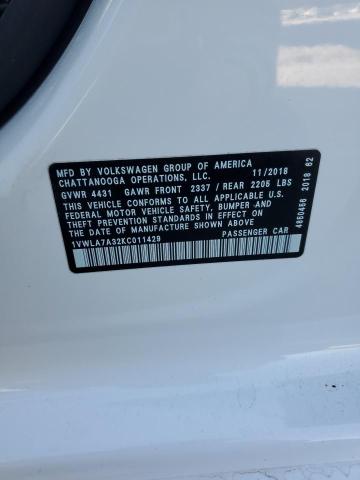 MFD. BY VOLKSWAGEN GROUP OF AMERICA
CHATTANOOGA OPERATIONS, LLC. 11/2018
GVWR 4431 GAWR FRONT 2337 / REAR 2205 LBS
THIS VEHICLE CONFORMS TO ALL APPLICABLE U.S.
FEDERAL MOTOR VEHICLE SAFETY, BUMPER AND
THEFT PREVENTION STANDARDS IN EFFECT ON THE
DATE OF MANUFACTURE SHOWN ABOVE.
1VWLA7A32KC011429 PASSENGER CAR
4860456 2018 62